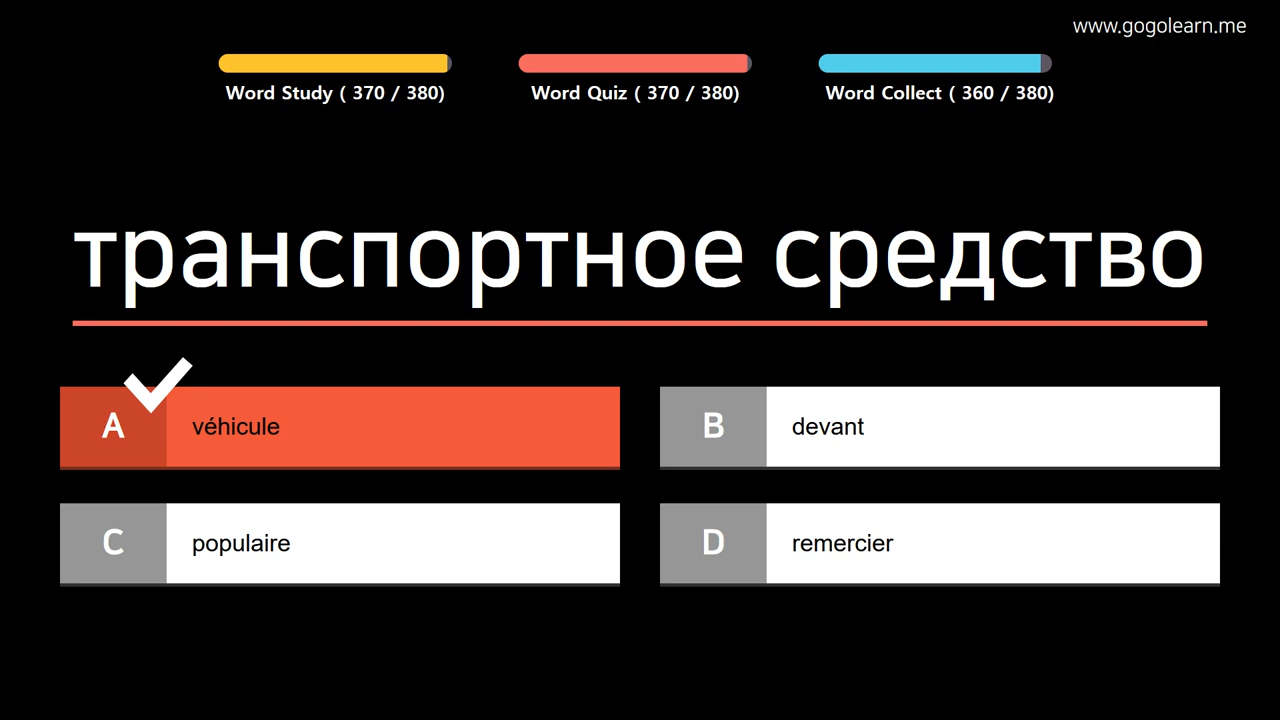 www.gogolearn.me
Word Study ( 370 / 380)
Word Quiz ( 370 / 380)
Word Collect ( 360 / 380)
транспортное средство
A véhicule
B devant
C populaire
D remercier